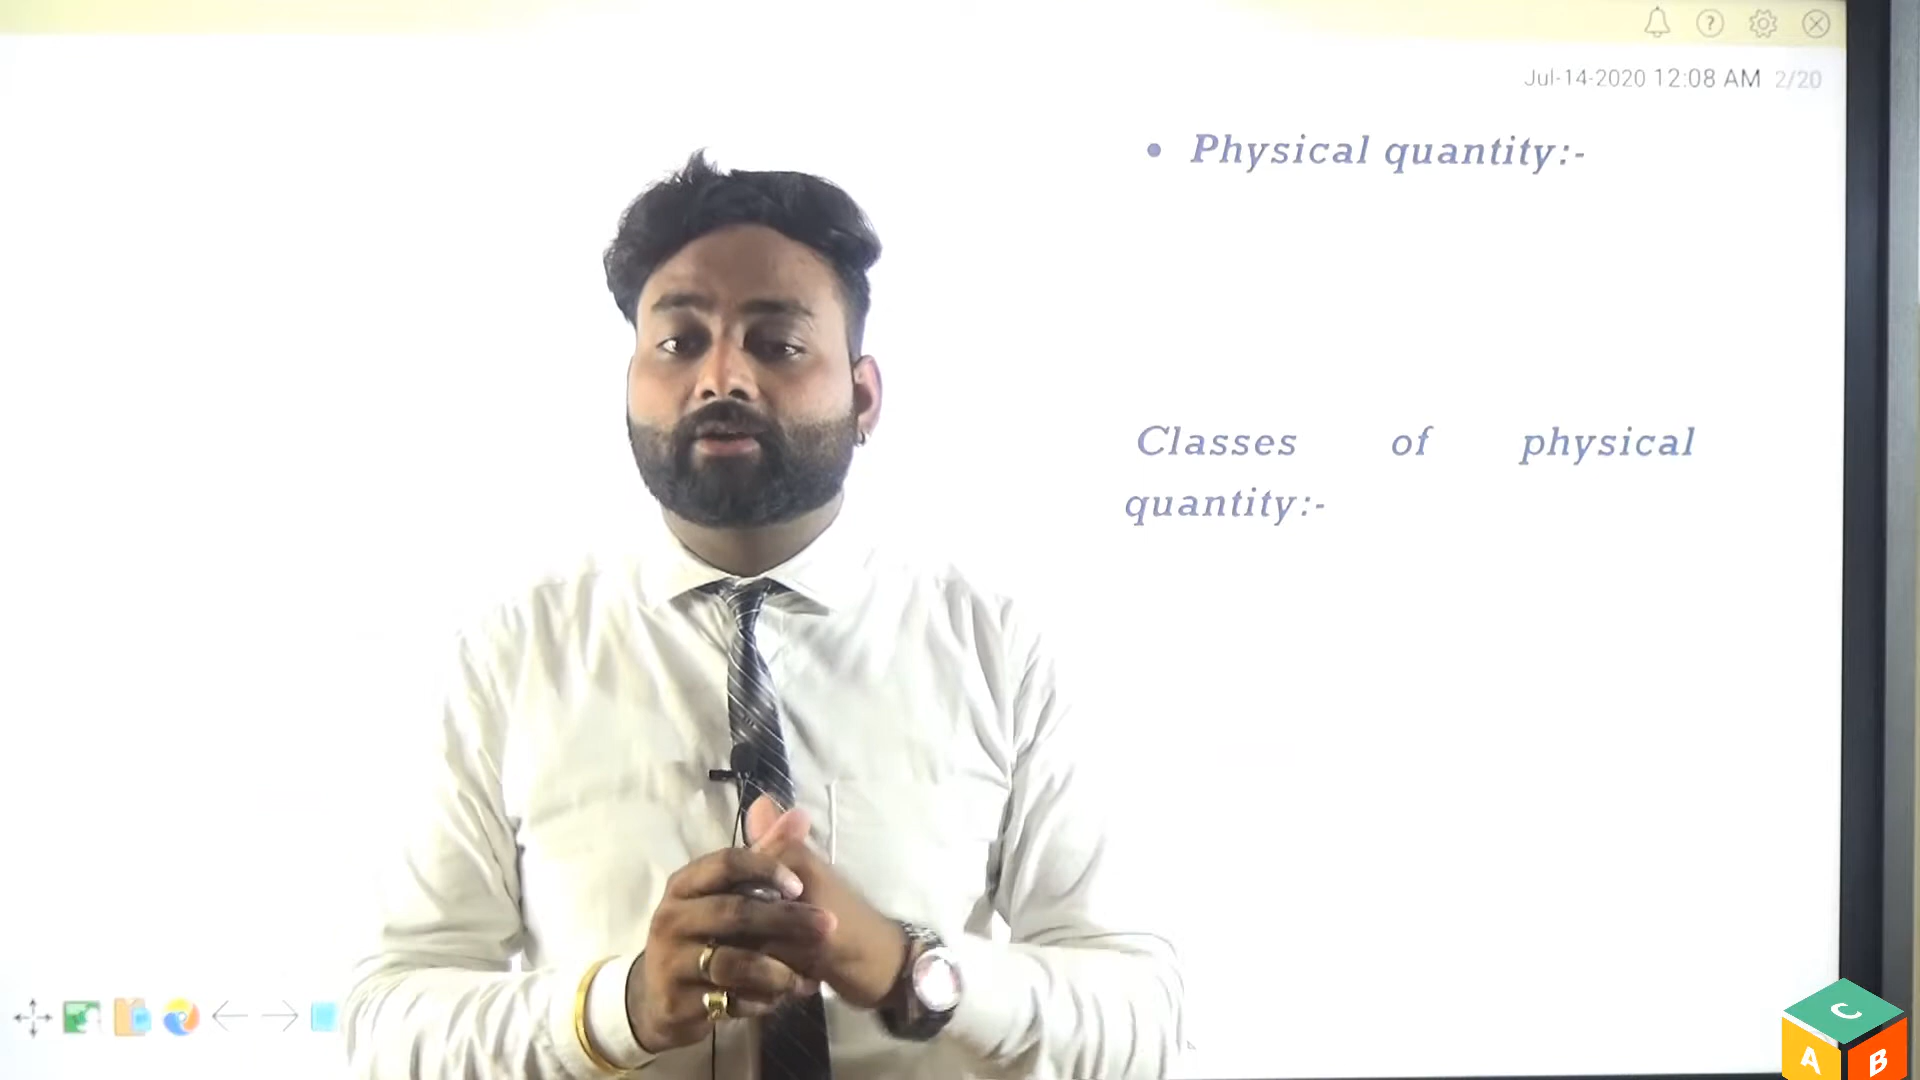 Jul-14-2020 12:08 AM 2/20
• Physical quantity:-
Classes of physical
quantity:-
C
A B